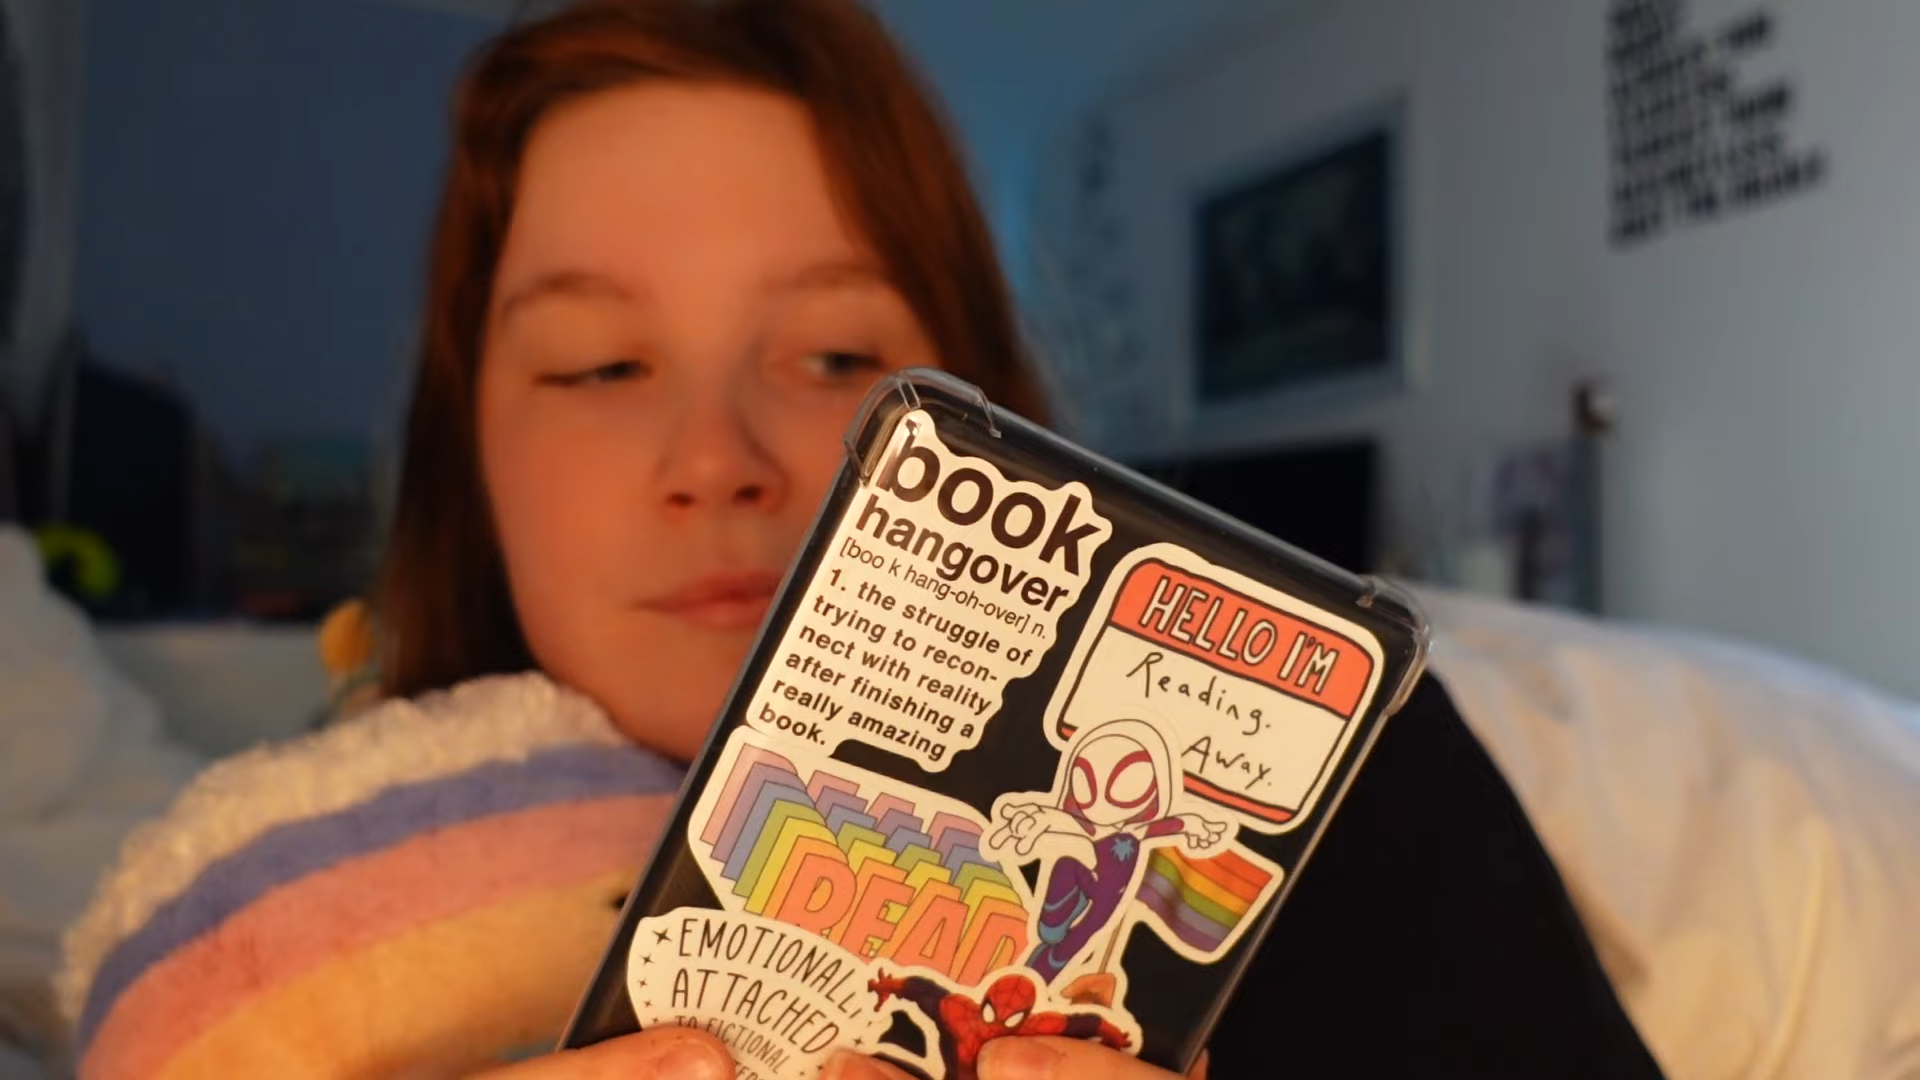 book
hangover
[boo k hang-oh-over] n.
1. the struggle of
trying to recon-
nect with reality
after finishing a
really amazing
book.
HELLO I'M
Reading.
Away.
READ
EMOTIONALLY
ATTACHED
TO FICTIONAL